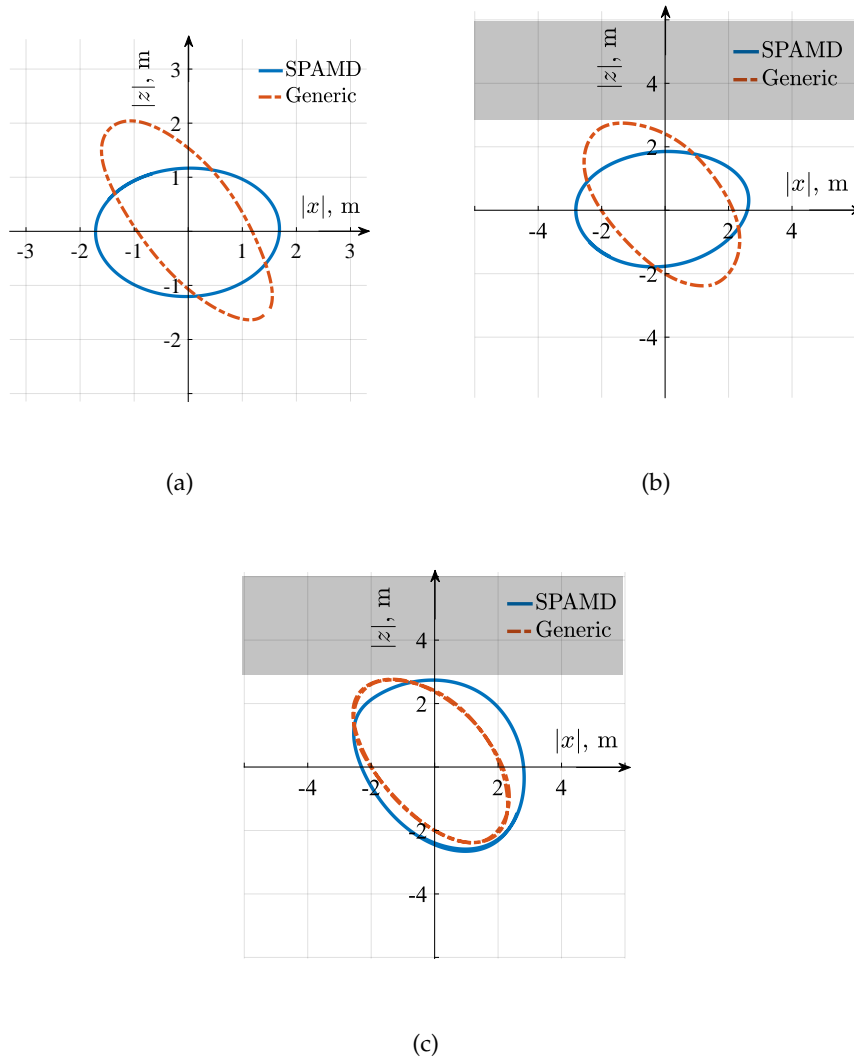 |z|, m
SPAMD
Generic
3
2
1
|x|, m
-3
-2
-1
1
2
3
-1
-2
(a)
|z|, m
SPAMD
Generic
4
2
|x|, m
-4
-2
2
4
-2
-4
(b)
|z|, m
SPAMD
Generic
4
2
|x|, m
-4
-2
2
4
-2
-4
(c)